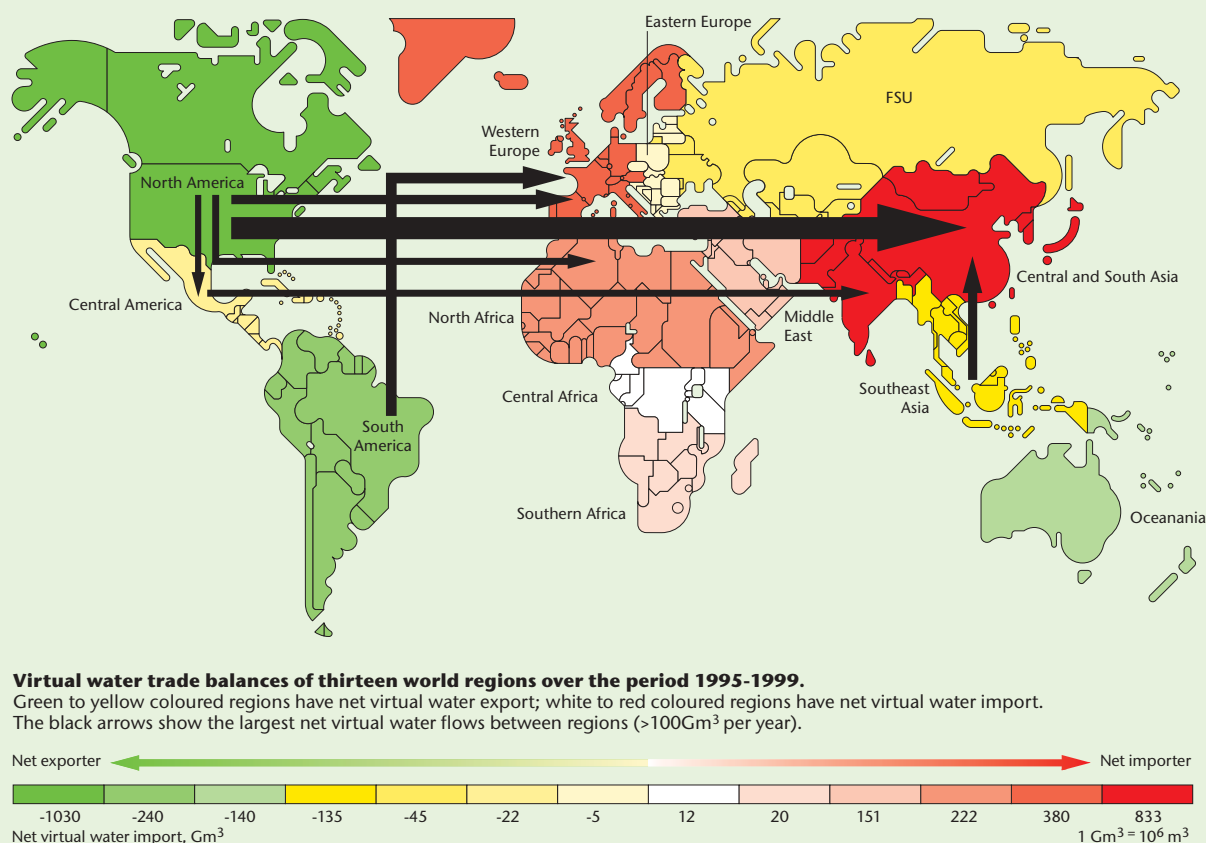 Eastern Europe
FSU
Western
Europe
North America
Central and South Asia
Central America
North Africa
Middle
East
Central Africa
Southeast
Asia
South
America
Southern Africa
Oceanania
Virtual water trade balances of thirteen world regions over the period 1995-1999.
Green to yellow coloured regions have net virtual water export; white to red coloured regions have net virtual water import.
The black arrows show the largest net virtual water flows between regions (>100Gm³ per year).
Net exporter Net importer
-1030 -240 -140 -135 -45 -22 -5 12 20 151 222 380 833
Net virtual water import, Gm³ 1 Gm³ = 10⁶ m³